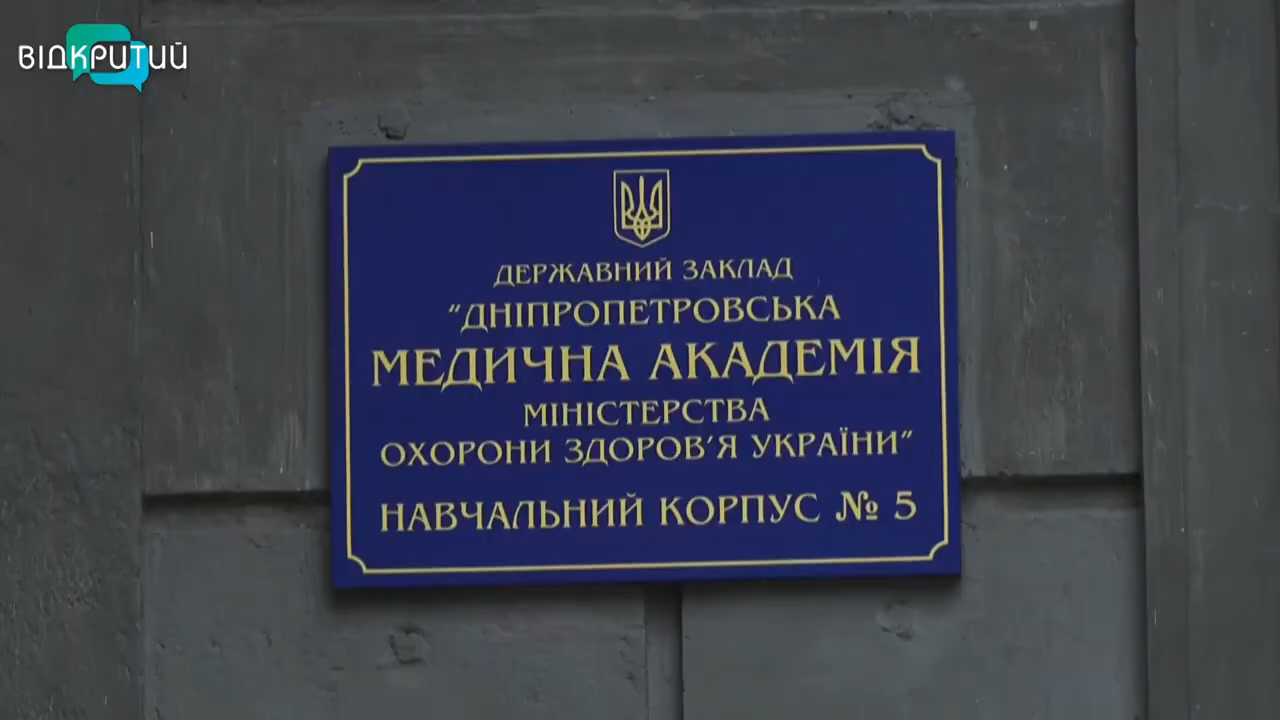 ВІДКРИТИЙ
ДЕРЖАВНИЙ ЗАКЛАД
“ДНІПРОПЕТРОВСЬКА
МЕДИЧНА АКАДЕМІЯ
МІНІСТЕРСТВА
ОХОРОНИ ЗДОРОВ’Я УКРАЇНИ”
НАВЧАЛЬНИЙ КОРПУС № 5